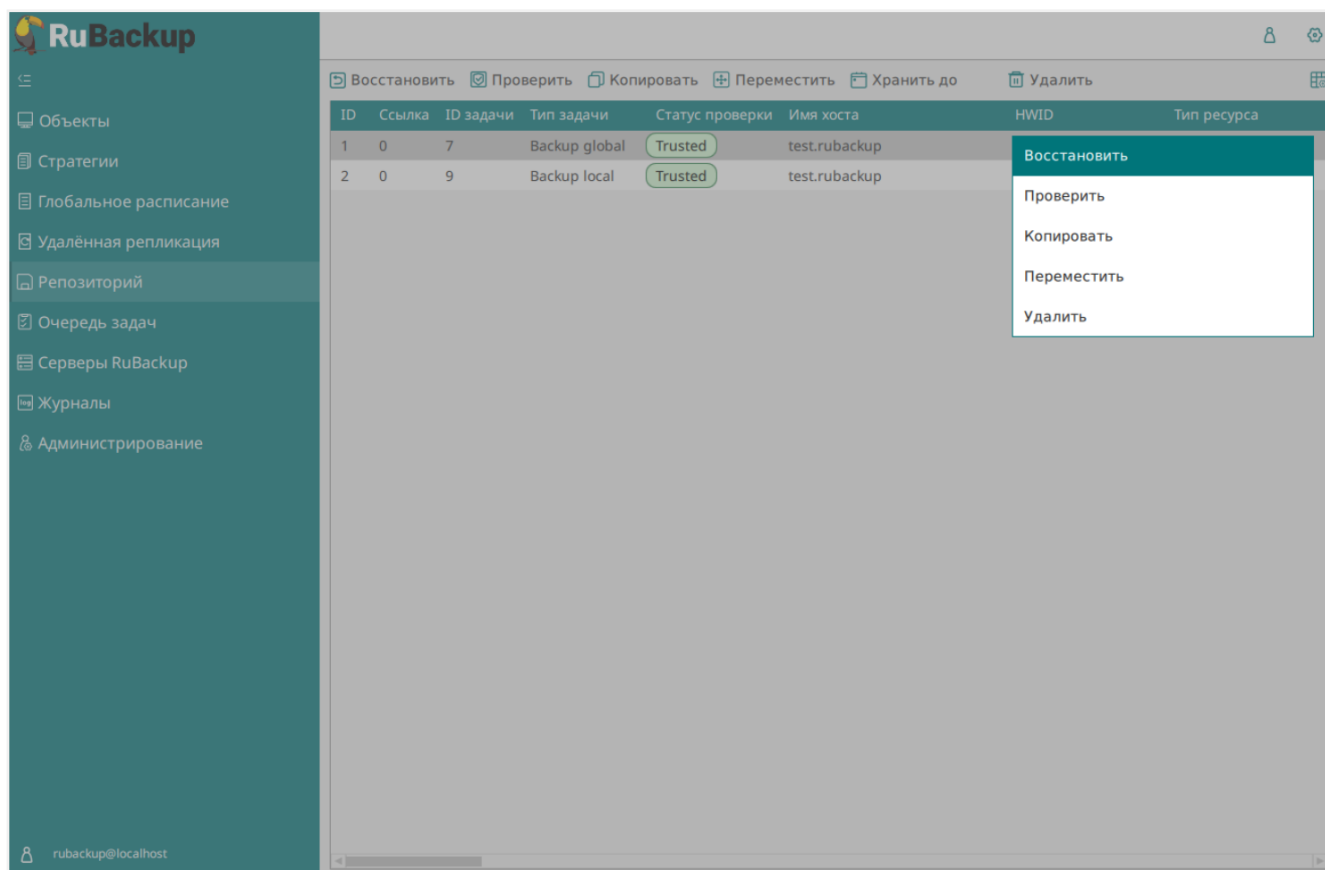 RuBackup
Восстановить Проверить Копировать Переместить Хранить до Удалить
Объекты
Стратегии
Глобальное расписание
Удалённая репликация
Репозиторий
Очередь задач
Серверы RuBackup
Журналы
Администрирование
rubackup@localhost
ID Ссылка ID задачи Тип задачи Статус проверки Имя хоста HWID Тип ресурса
1 0 7 Backup global Trusted test.rubackup
2 0 9 Backup local Trusted test.rubackup
Восстановить
Проверить
Копировать
Переместить
Удалить